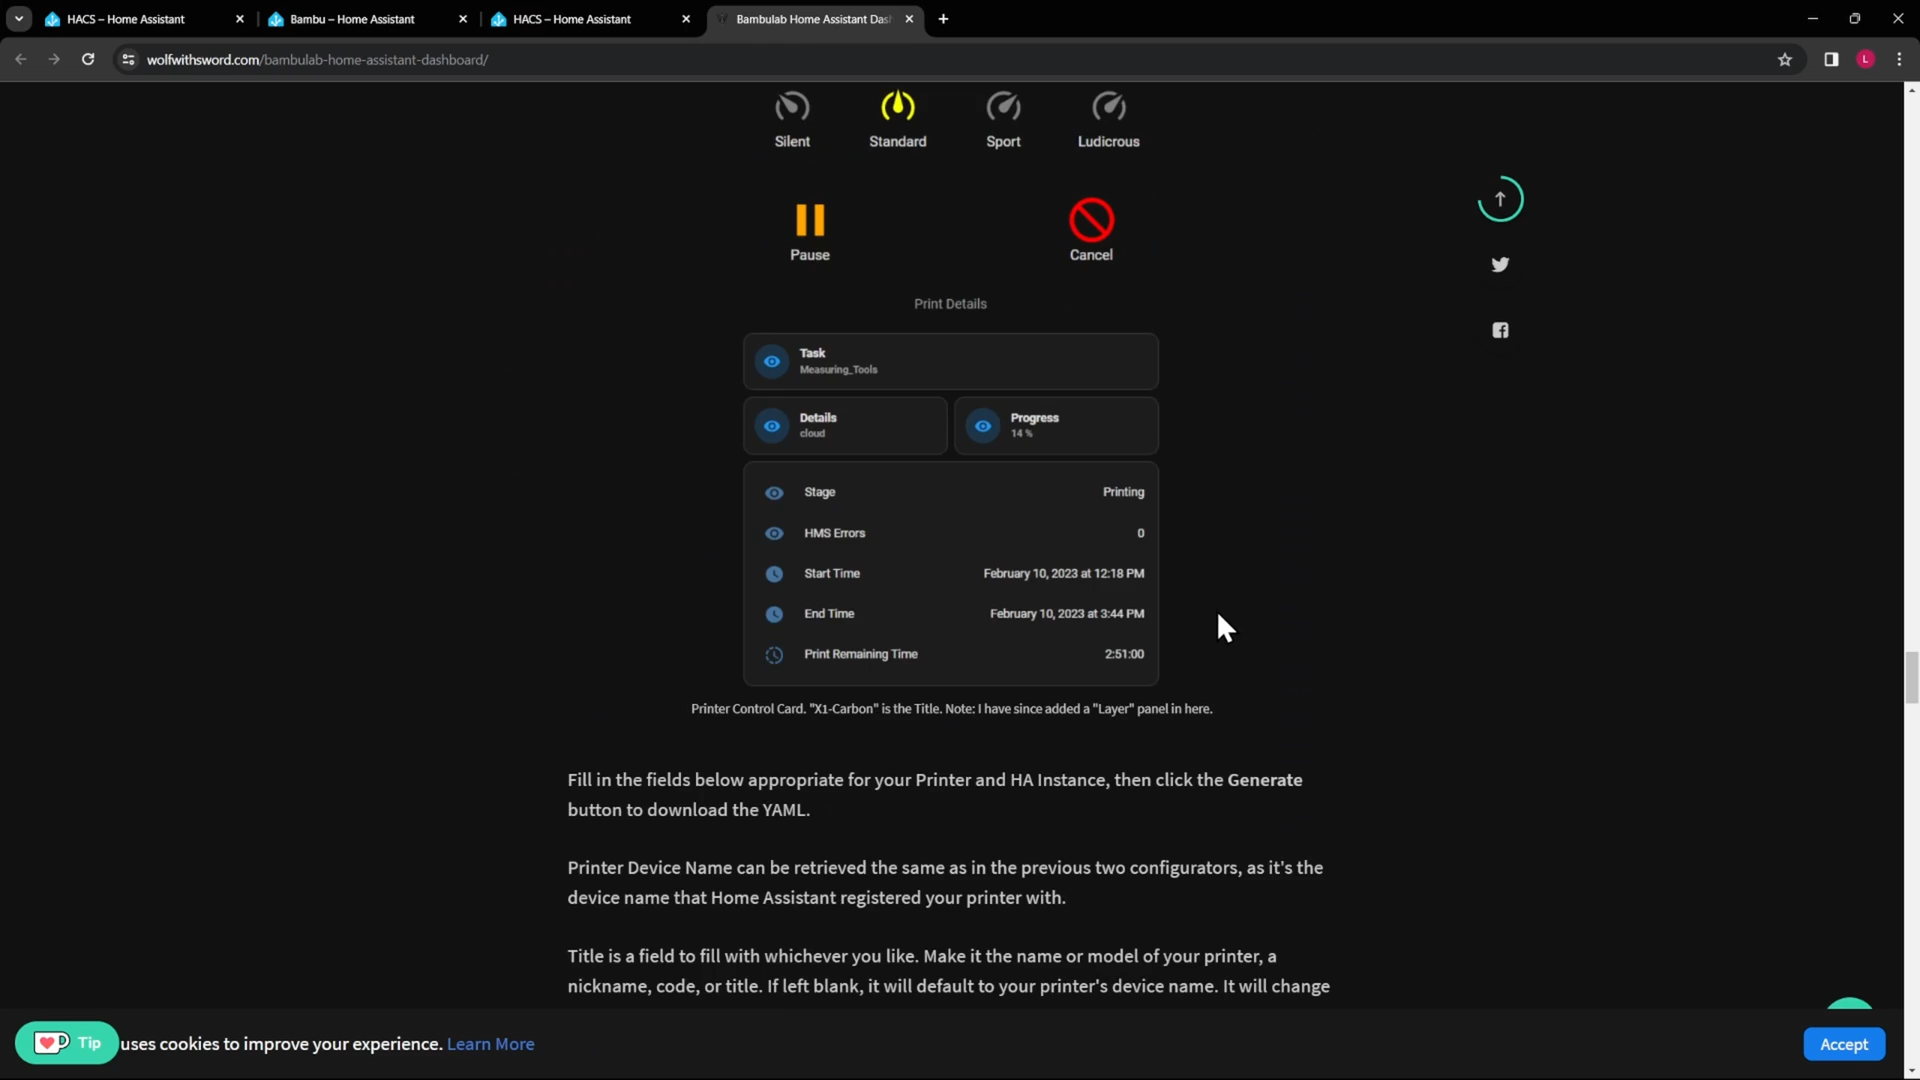 HACS – Home Assistant
Bambu – Home Assistant
HACS – Home Assistant
Bambulab Home Assistant Das
wolfwithsword.com/bambulab-home-assistant-dashboard/
L
Silent
Standard
Sport
Ludicrous
Pause
Cancel
Print Details
Task
Measuring_Tools
Details
cloud
Progress
14 %
Stage
Printing
HMS Errors
0
Start Time
February 10, 2023 at 12:18 PM
End Time
February 10, 2023 at 3:44 PM
Print Remaining Time
2:51:00
Printer Control Card. "X1-Carbon" is the Title. Note: I have since added a "Layer" panel in here.
Fill in the fields below appropriate for your Printer and HA Instance, then click the Generate
button to download the YAML.
Printer Device Name can be retrieved the same as in the previous two configurators, as it's the
device name that Home Assistant registered your printer with.
Title is a field to fill with whichever you like. Make it the name or model of your printer, a
nickname, code, or title. If left blank, it will default to your printer's device name. It will change
Tip
uses cookies to improve your experience. Learn More
Accept